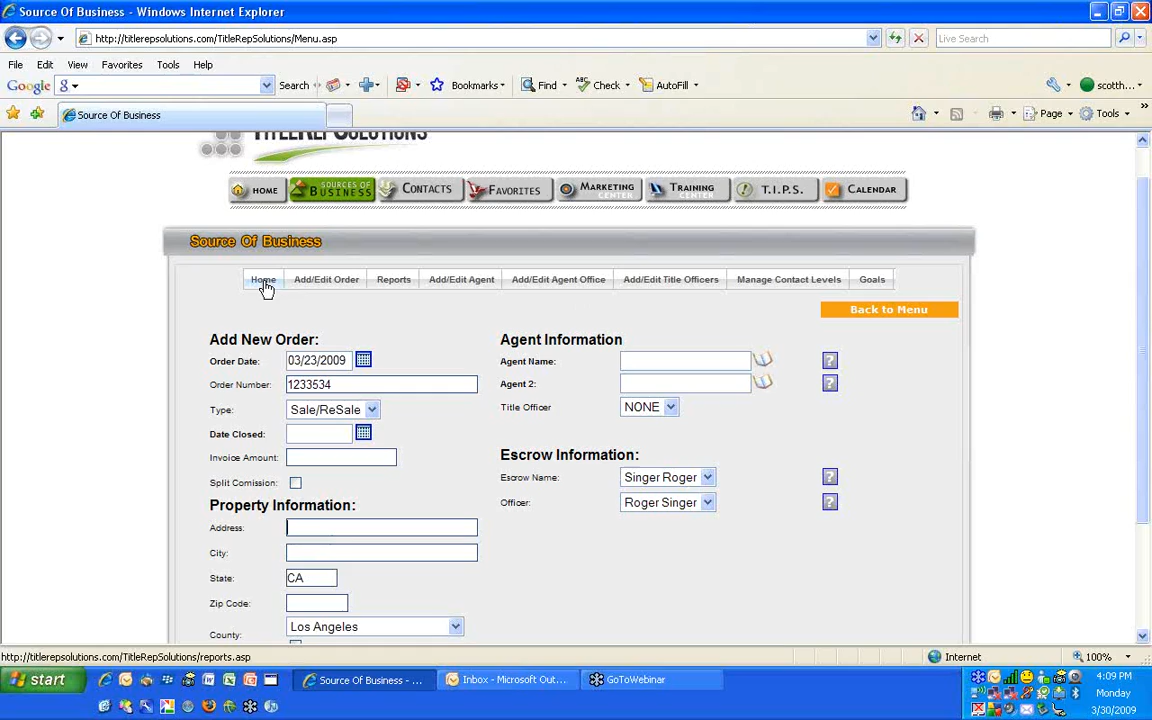 Source Of Business - Windows Internet Explorer
http://titlerepsolutions.com/TitleRepSolutions/Menu.asp
Live Search
File Edit View Favorites Tools Help
Google
Search
Bookmarks
Find
Check
AutoFill
scotth...
Source Of Business
Page
Tools
TITLEREPSOLUTIONS
HOME
SOURCES OF BUSINESS
CONTACTS
FAVORITES
MARKETING CENTER
TRAINING CENTER
T.I.P.S.
CALENDAR
Source Of Business
Home Add/Edit Order Reports Add/Edit Agent Add/Edit Agent Office Add/Edit Title Officers Manage Contact Levels Goals
Back to Menu
Add New Order:
Order Date: 03/23/2009
Order Number: 1233534
Type: Sale/ReSale
Date Closed:
Invoice Amount:
Split Comission:
Property Information:
Address:
City:
State: CA
Zip Code:
County: Los Angeles
Agent Information
Agent Name: ?
Agent 2: ?
Title Officer NONE
Escrow Information:
Escrow Name: Singer Roger ?
Officer: Roger Singer ?
http://titlerepsolutions.com/TitleRepSolutions/reports.asp
Internet
100%
start
Source Of Business - ...
Inbox - Microsoft Out...
GoToWebinar
4:09 PM
Monday
3/30/2009